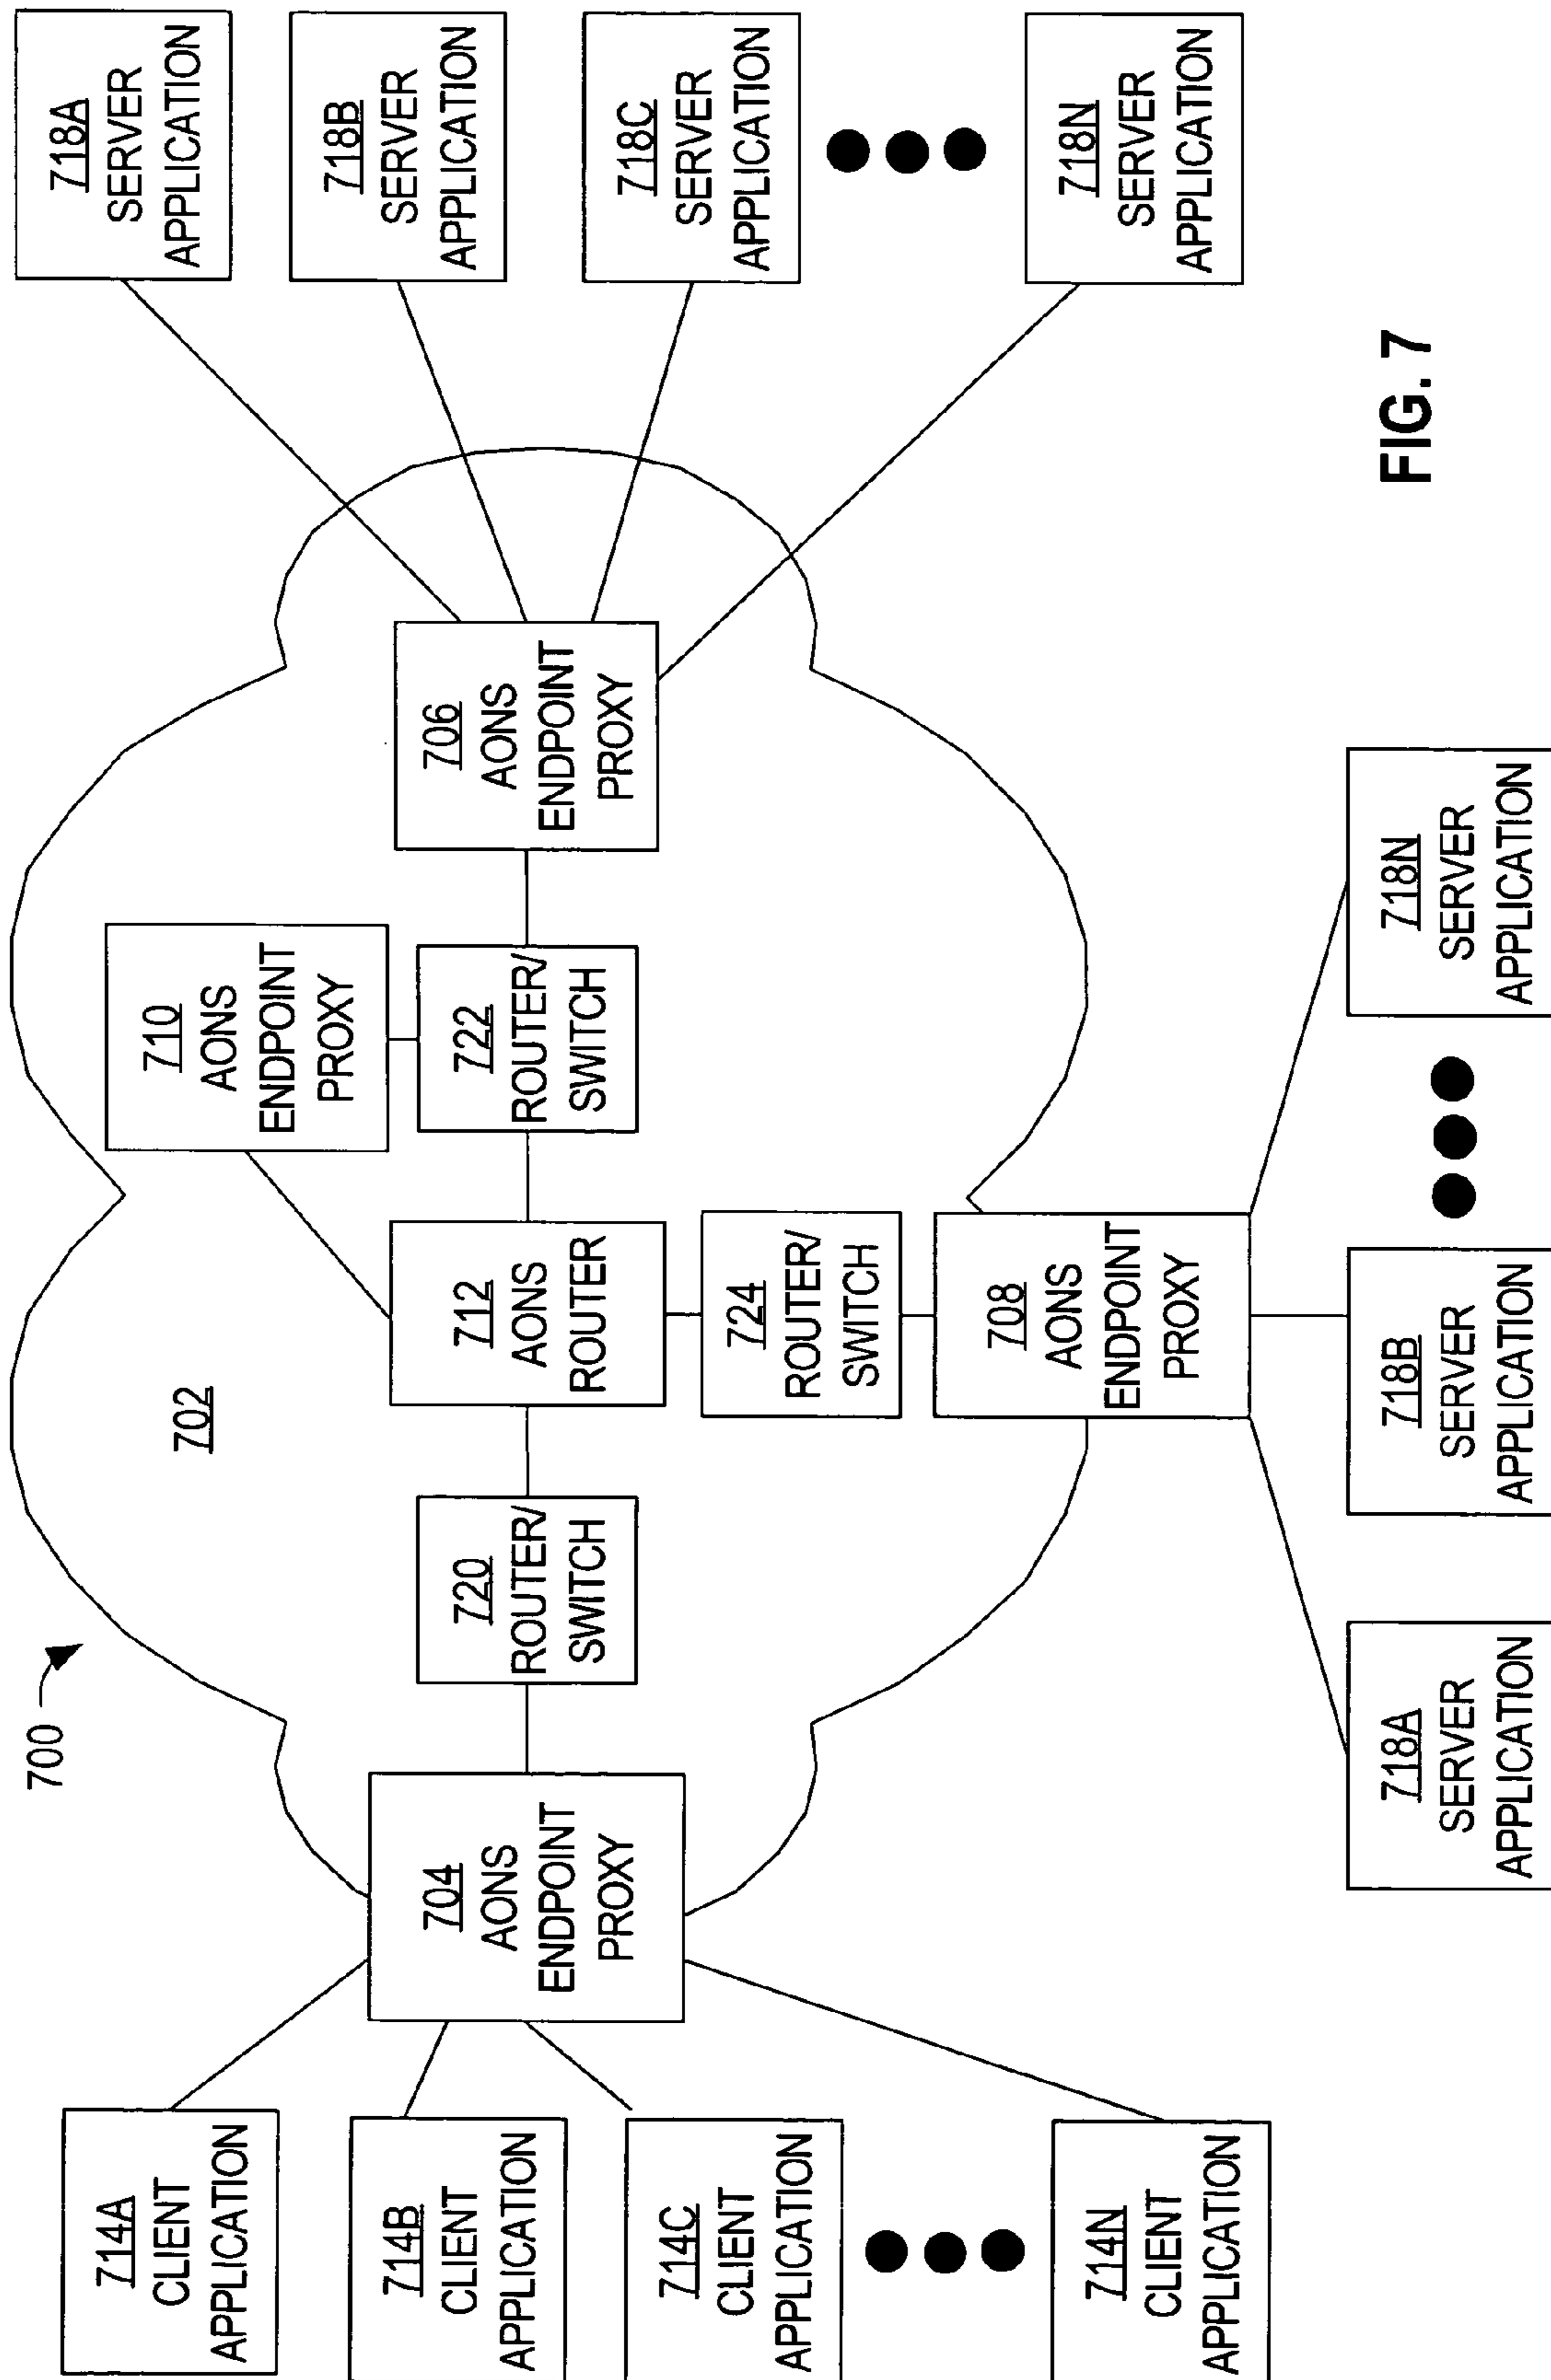 700
702
714A
CLIENT
APPLICATION
714B
CLIENT
APPLICATION
714C
CLIENT
APPLICATION
714N
CLIENT
APPLICATION
704
AONS
ENDPOINT
PROXY
720
ROUTER/
SWITCH
712
AONS
ROUTER
710
AONS
ENDPOINT
PROXY
722
ROUTER/
SWITCH
706
AONS
ENDPOINT
PROXY
724
ROUTER/
SWITCH
708
AONS
ENDPOINT
PROXY
718A
SERVER
APPLICATION
718B
SERVER
APPLICATION
718C
SERVER
APPLICATION
718N
SERVER
APPLICATION
718A
SERVER
APPLICATION
718B
SERVER
APPLICATION
718N
SERVER
APPLICATION
FIG. 7